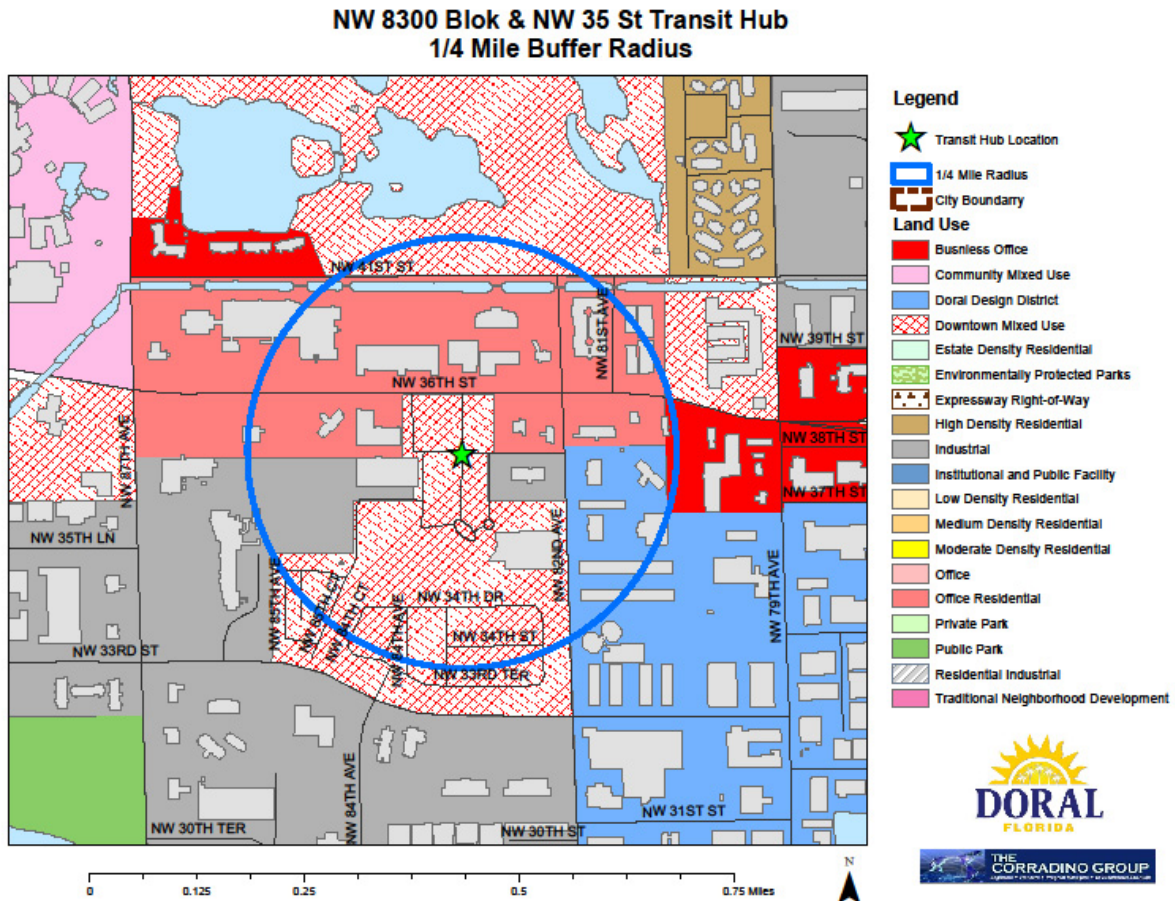 NW 8300 Blok & NW 35 St Transit Hub
1/4 Mile Buffer Radius
NW 41ST ST
NW 81ST AVE
NW 39TH ST
NW 36TH ST
NW 87TH AVE
NW 38TH ST
NW 37TH ST
NW 35TH LN
NW 82ND AVE
NW 79TH AVE
NW 85TH AVE
NW 85TH CT
NW 84TH CT
NW 84TH AVE
NW 34TH DR
NW 34TH ST
NW 33RD ST
NW 33RD TER
NW 84TH AVE
NW 31ST ST
NW 30TH TER
NW 30TH ST
Legend
Transit Hub Location
1/4 Mile Radius
City Boundarry
Land Use
Busniess Office
Community Mixed Use
Doral Design District
Downtown Mixed Use
Estate Density Residential
Environmentally Protected Parks
Expressway Right-of-Way
High Density Residential
Industrial
Institutional and Public Facility
Low Density Residential
Medium Density Residential
Moderate Density Residential
Office
Office Residential
Private Park
Public Park
Residential Industrial
Traditional Neighborhood Development
DORAL
FLORIDA
THE
CORRADINO GROUP
N
0 0.125 0.25 0.5 0.75 Miles